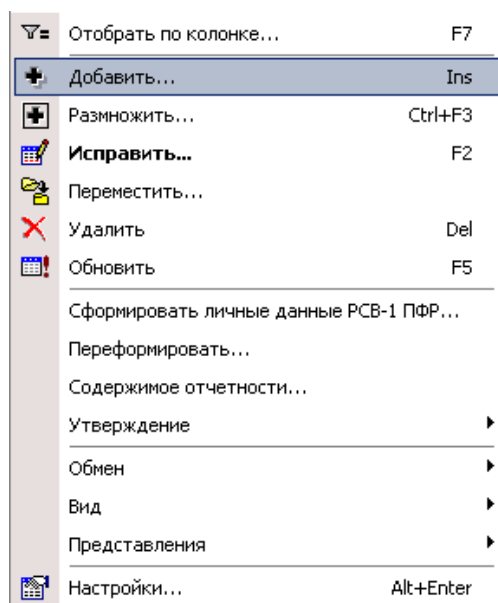 Отобрать по колонке... F7
Добавить... Ins
Размножить... Ctrl+F3
Исправить... F2
Переместить...
Удалить Del
Обновить F5
Сформировать личные данные РСВ-1 ПФР...
Переформировать...
Содержимое отчетности...
Утверждение
Обмен
Вид
Представления
Настройки... Alt+Enter